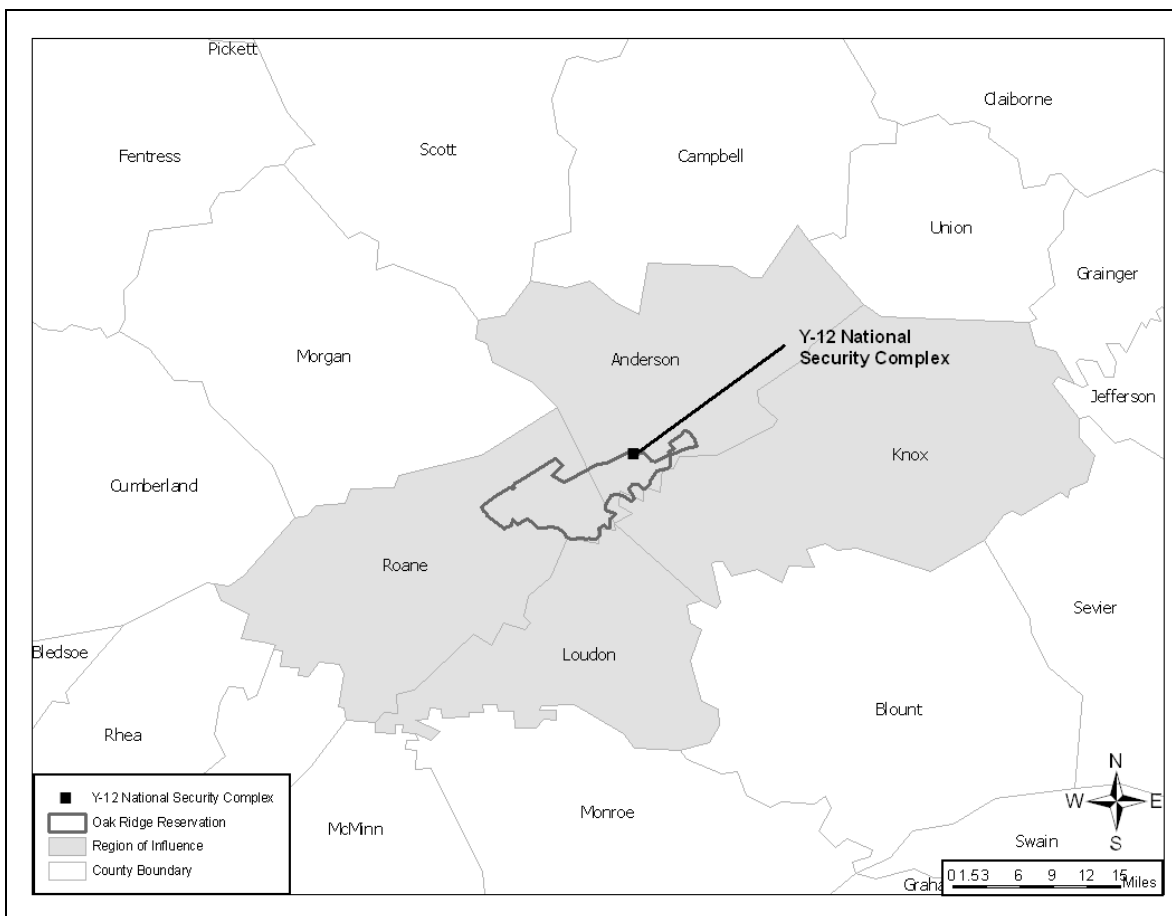 Pickett
Claiborne
Scott
Campbell
Fentress
Union
Grainger
Y-12 National
Security Complex
Anderson
Morgan
Jefferson
Knox
Cumberland
Roane
Sevier
Bledsoe
Loudon
Blount
Rhea
N
W E
S
Y-12 National Security Complex
Oak Ridge Reservation
Region of Influence
County Boundary
McMinn
Monroe
Swain
Grah
0 1.5 3 6 9 12 15
Miles